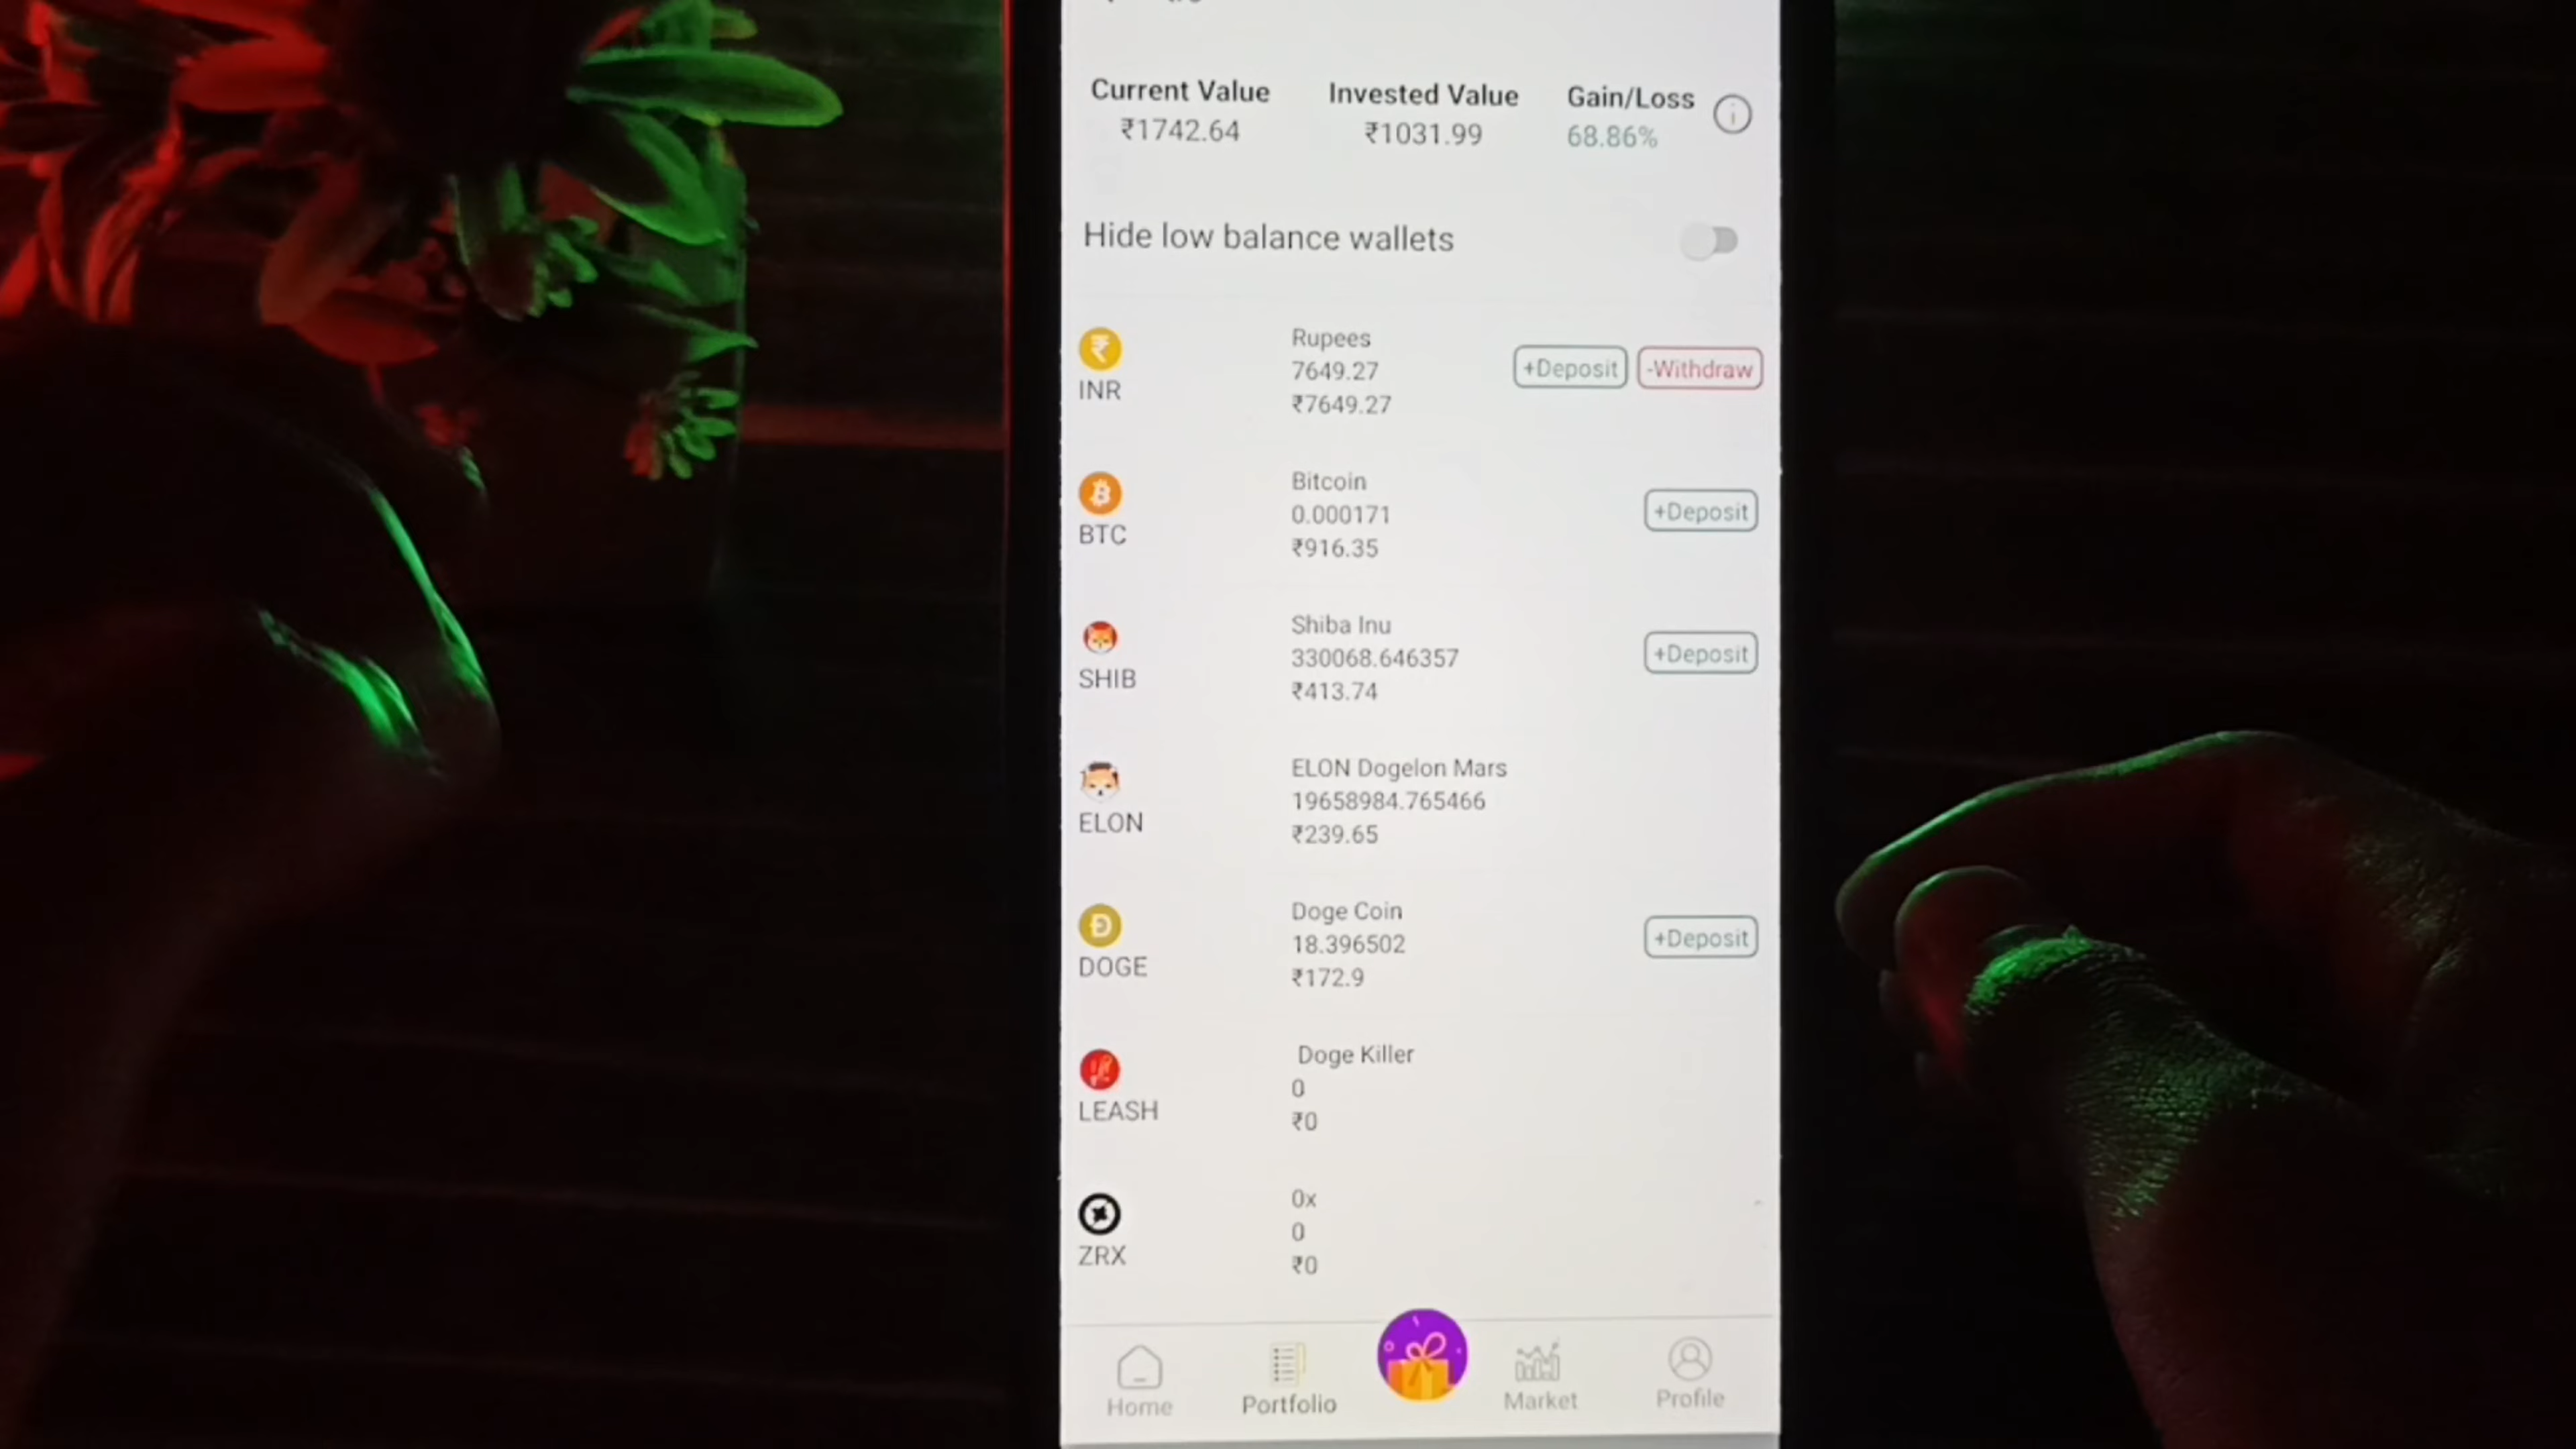 Current Value Invested Value Gain/Loss
₹1742.64 ₹1031.99 68.86%
Hide low balance wallets
INR
Rupees
7649.27
₹7649.27
+Deposit -Withdraw
BTC
Bitcoin
0.000171
₹916.35
+Deposit
SHIB
Shiba Inu
330068.646357
₹413.74
+Deposit
ELON
ELON Dogelon Mars
19658984.765466
₹239.65
DOGE
Doge Coin
18.396502
₹172.9
+Deposit
LEASH
Doge Killer
0
₹0
ZRX
0x
0
₹0
Home Portfolio Market Profile